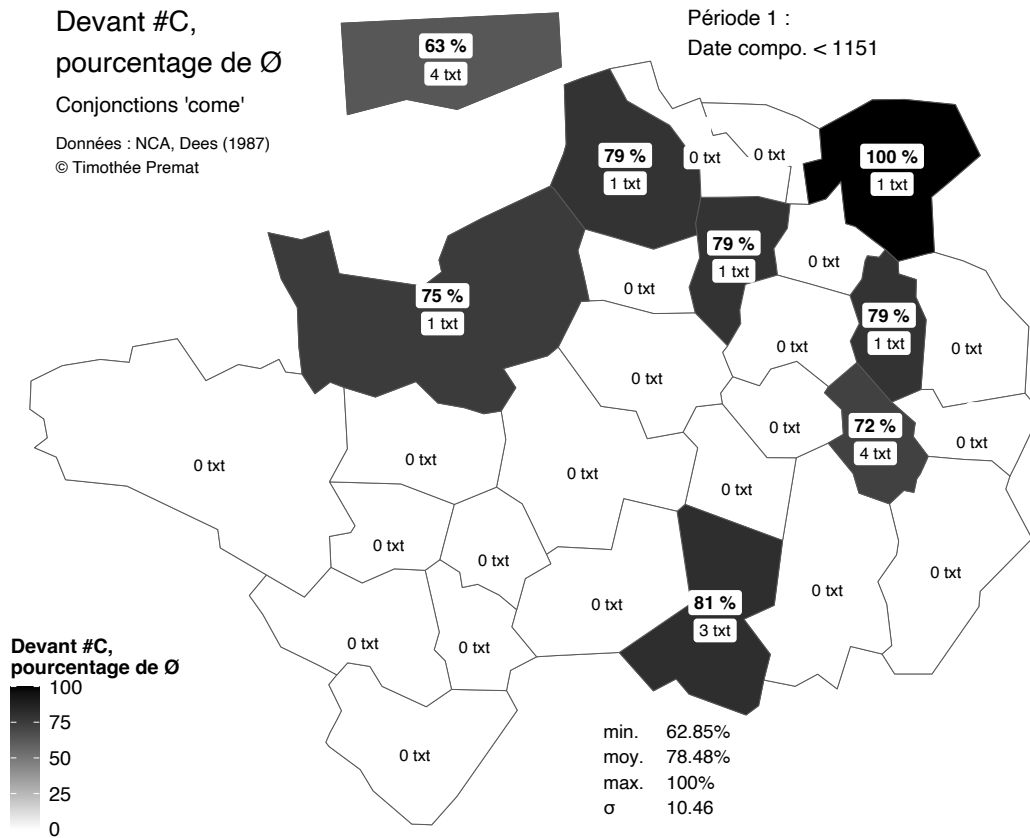 Devant #C,
pourcentage de Ø
Conjonctions 'come'
Données : NCA, Dees (1987)
© Timothée Premat
Période 1 :
Date compo. < 1151
63 %
4 txt
79 %
1 txt
0 txt
0 txt
100 %
1 txt
79 %
1 txt
0 txt
0 txt
75 %
1 txt
79 %
1 txt
0 txt
0 txt
0 txt
0 txt
72 %
4 txt
0 txt
0 txt
0 txt
0 txt
0 txt
0 txt
0 txt
0 txt
0 txt
0 txt
81 %
3 txt
0 txt
0 txt
0 txt
0 txt
Devant #C,
pourcentage de Ø
100
75
50
25
0
min. 62.85%
moy. 78.48%
max. 100%
σ 10.46